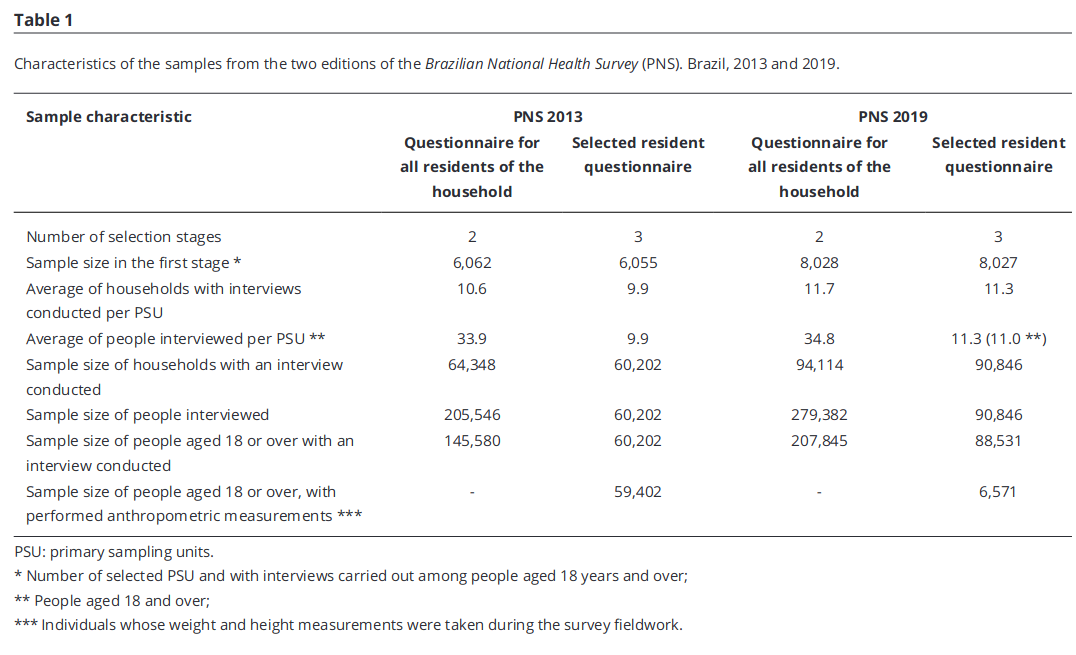 Table 1
Characteristics of the samples from the two editions of the Brazilian National Health Survey (PNS). Brazil, 2013 and 2019.
Sample characteristic PNS 2013 PNS 2019
Questionnaire for Selected resident Questionnaire for Selected resident
all residents of the questionnaire all residents of the questionnaire
household household
Number of selection stages 2 3 2 3
Sample size in the first stage * 6,062 6,055 8,028 8,027
Average of households with interviews 10.6 9.9 11.7 11.3
conducted per PSU
Average of people interviewed per PSU ** 33.9 9.9 34.8 11.3 (11.0 **)
Sample size of households with an interview 64,348 60,202 94,114 90,846
conducted
Sample size of people interviewed 205,546 60,202 279,382 90,846
Sample size of people aged 18 or over with an 145,580 60,202 207,845 88,531
interview conducted
Sample size of people aged 18 or over, with - 59,402 - 6,571
performed anthropometric measurements ***
PSU: primary sampling units.
* Number of selected PSU and with interviews carried out among people aged 18 years and over;
** People aged 18 and over;
*** Individuals whose weight and height measurements were taken during the survey fieldwork.